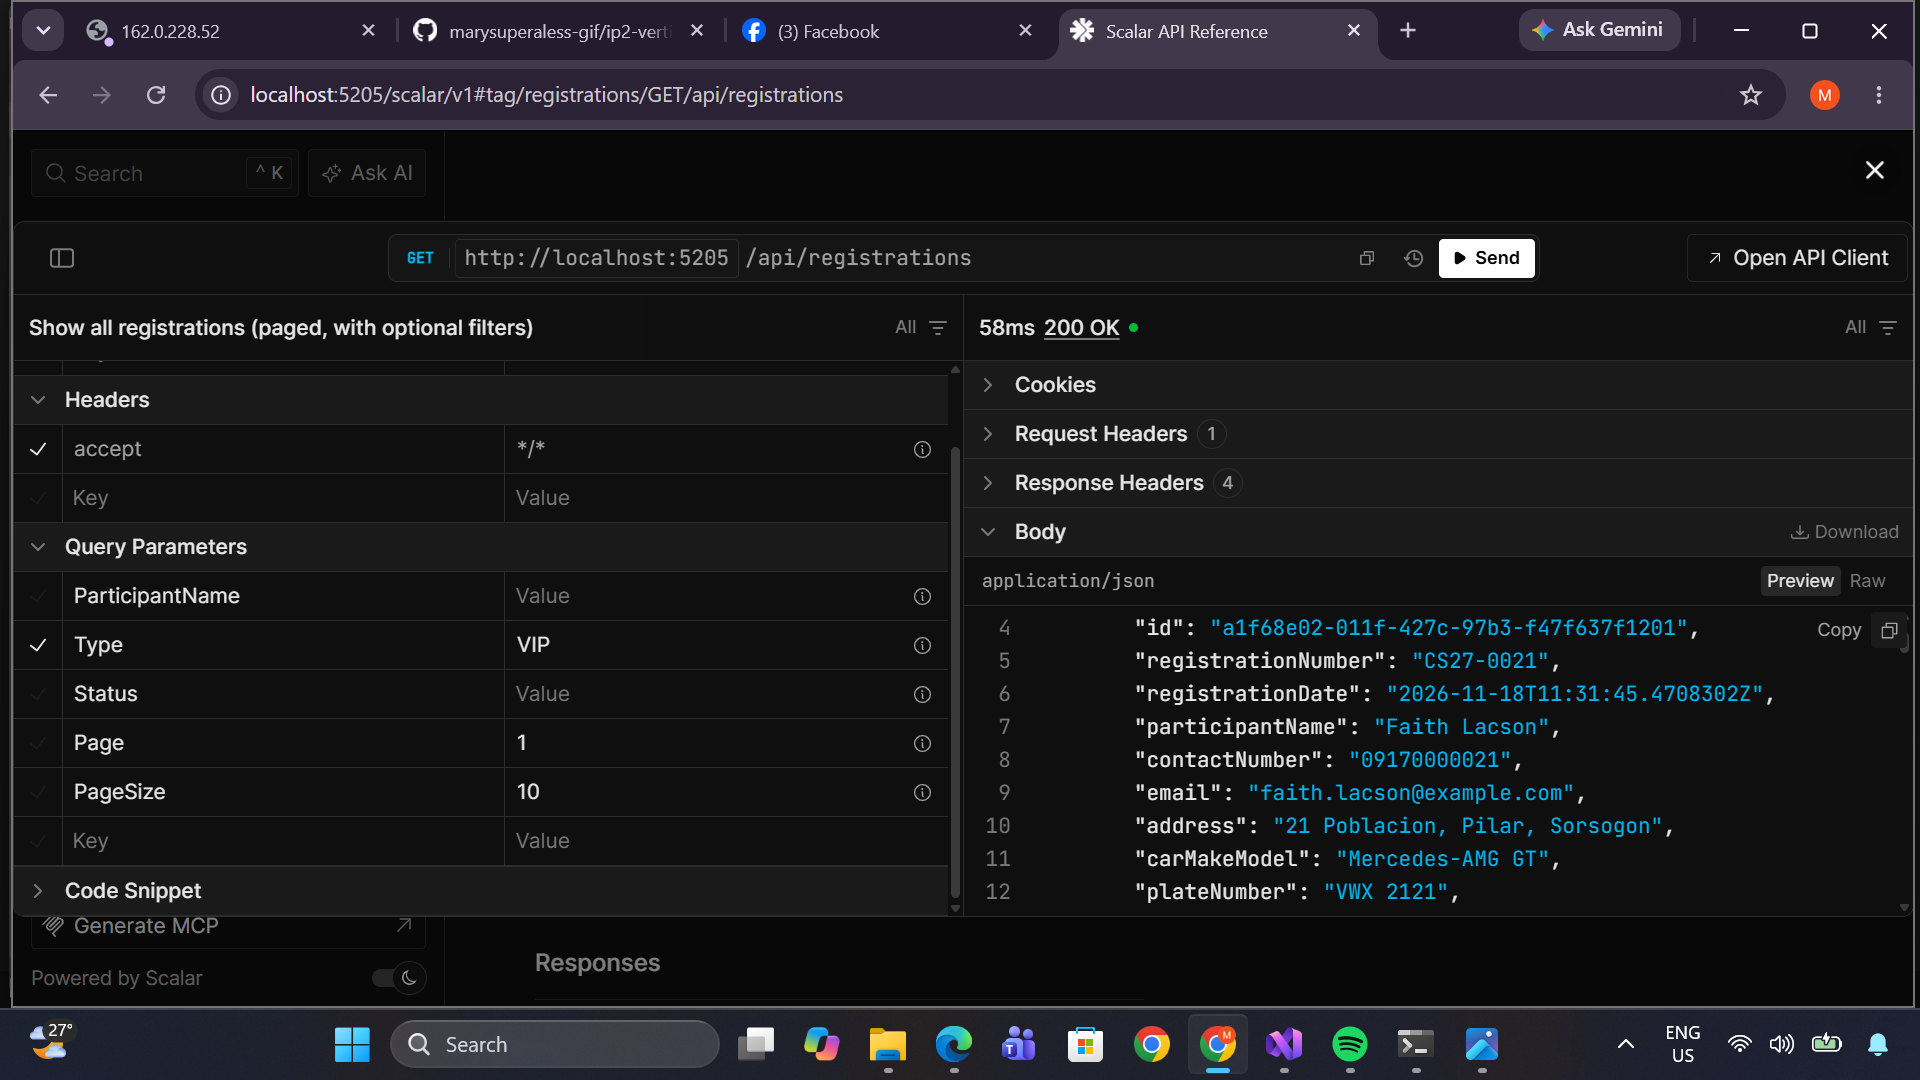 162.0.228.52
marysuperaless-gif/ip2-verti
(3) Facebook
Scalar API Reference
Ask Gemini
localhost:5205/scalar/v1#tag/registrations/GET/api/registrations
M
Search
^ K
Ask AI
GET
http://localhost:5205
/api/registrations
Send
Open API Client
Show all registrations (paged, with optional filters)
All
58ms 200 OK
All
Headers
accept
*/*
Key
Value
Query Parameters
ParticipantName
Value
Type
VIP
Status
Value
Page
1
PageSize
10
Key
Value
Code Snippet
Cookies
Request Headers 1
Response Headers 4
Body
Download
application/json
Preview
Raw
Copy
4 "id": "a1f68e02-011f-427c-97b3-f47f637f1201",
5 "registrationNumber": "CS27-0021",
6 "registrationDate": "2026-11-18T11:31:45.4708302Z",
7 "participantName": "Faith Lacson",
8 "contactNumber": "09170000021",
9 "email": "faith.lacson@example.com",
10 "address": "21 Poblacion, Pilar, Sorsogon",
11 "carMakeModel": "Mercedes-AMG GT",
12 "plateNumber": "VWX 2121",
Generate MCP
Powered by Scalar
Responses
27°
Search
ENG
US